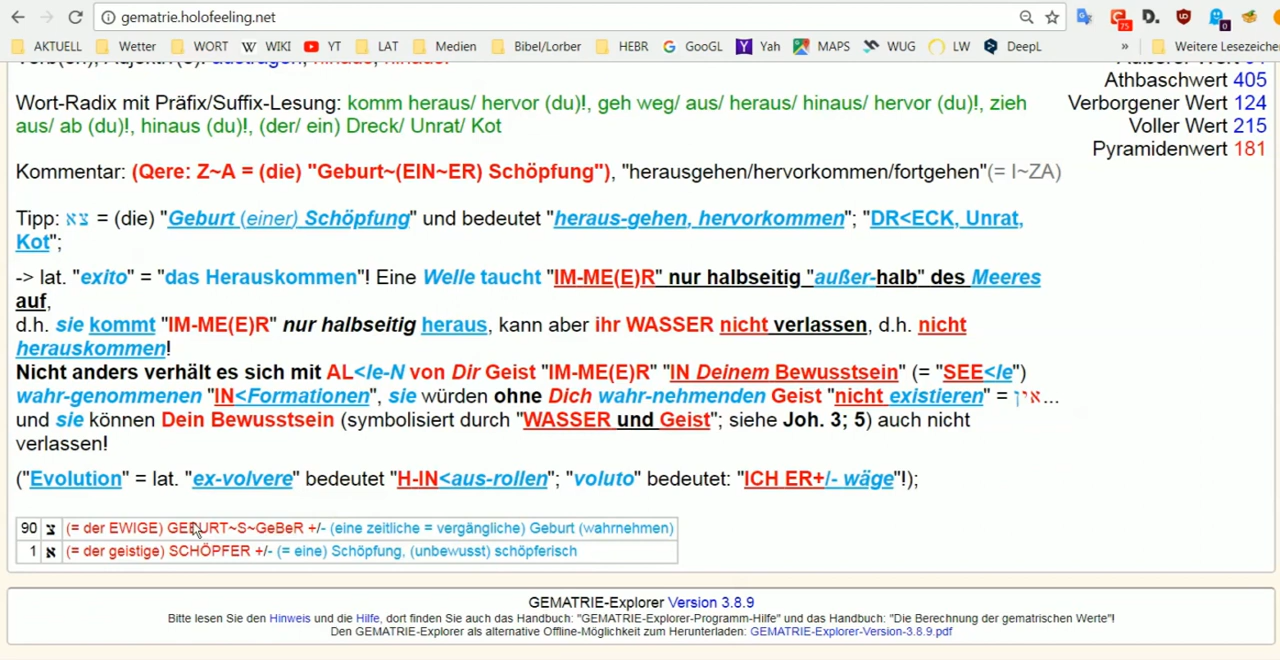 gematrie.holofeeling.net
AKTUELL Wetter WORT WIKI YT LAT Medien Bibel/Lorber HEBR GooGL Yah MAPS WUG LW DeepL » Weitere Lesezeiche
Athbaschwert 405
Wort-Radix mit Präfix/Suffix-Lesung: komm heraus/ hervor (du)!, geh weg/ aus/ heraus/ hinaus/ hervor (du)!, zieh
aus/ ab (du)!, hinaus (du)!, (der/ ein) Dreck/ Unrat/ Kot
Verborgener Wert 124
Voller Wert 215
Pyramidenwert 181
Kommentar: (Qere: Z~A = (die) "Geburt~(EIN~ER) Schöpfung"), "herausgehen/hervorkommen/fortgehen"(= I~ZA)
Tipp: צא = (die) "Geburt (einer) Schöpfung" und bedeutet "heraus-gehen, hervorkommen"; "DR<ECK, Unrat,
Kot";
-> lat. "exito" = "das Herauskommen"! Eine Welle taucht "IM-ME(E)R" nur halbseitig "außer-halb" des Meeres
auf,
d.h. sie kommt "IM-ME(E)R" nur halbseitig heraus, kann aber ihr WASSER nicht verlassen, d.h. nicht
herauskommen!
Nicht anders verhält es sich mit AL<le-N von Dir Geist "IM-ME(E)R" "IN Deinem Bewusstsein" (= "SEE<le")
wahr-genommenen "IN<Formationen", sie würden ohne Dich wahr-nehmenden Geist "nicht existieren" = אין...
und sie können Dein Bewusstsein (symbolisiert durch "WASSER und Geist"; siehe Joh. 3; 5) auch nicht
verlassen!
("Evolution" = lat. "ex-volvere" bedeutet "H-IN<aus-rollen"; "voluto" bedeutet: "ICH ER+/- wäge"!);
90 צ (= der EWIGE) GEBURT~S~GeBeR +/- (eine zeitliche = vergängliche) Geburt (wahrnehmen)
1 א (= der geistige) SCHÖPFER +/- (= eine) Schöpfung, (unbewusst) schöpferisch
GEMATRIE-Explorer Version 3.8.9
Bitte lesen Sie den Hinweis und die Hilfe, dort finden Sie auch das Handbuch: "GEMATRIE-Explorer-Programm-Hilfe" und das Handbuch: "Die Berechnung der gematrischen Werte"!
Den GEMATRIE-Explorer als alternative Offline-Möglichkeit zum Herunterladen: GEMATRIE-Explorer-Version-3.8.9.pdf